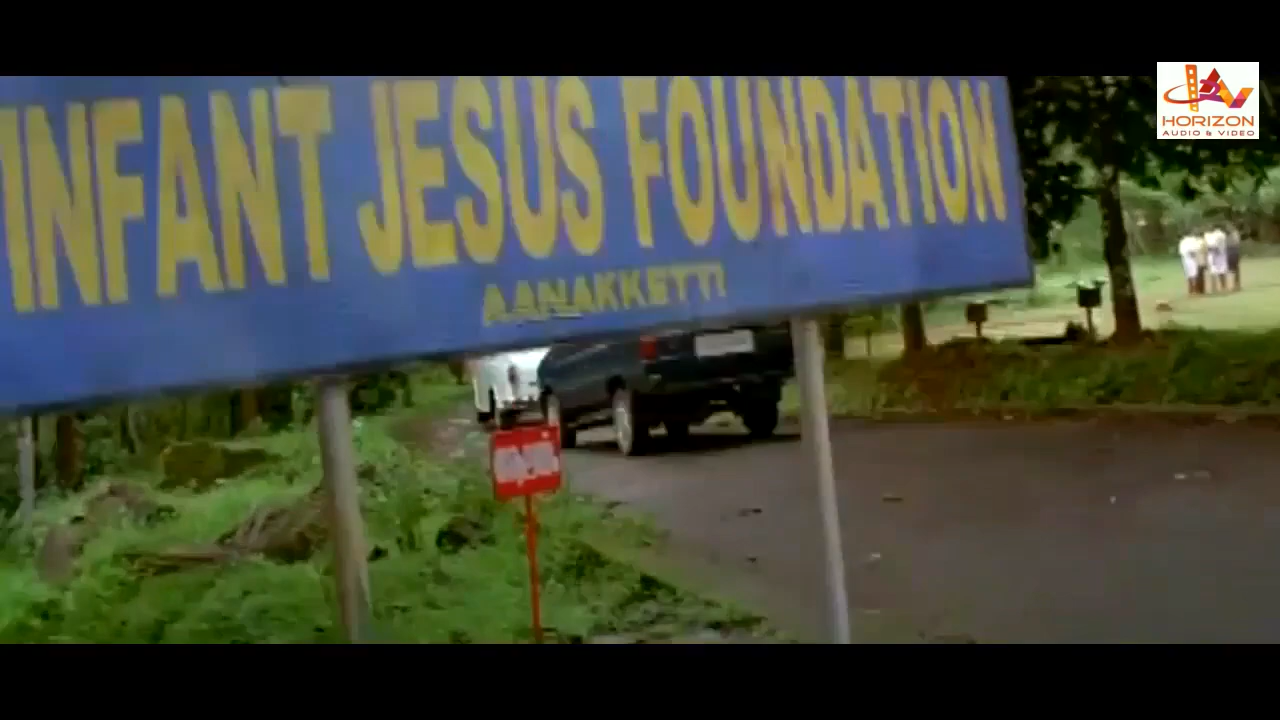 INFANT JESUS FOUNDATION
AANAKKETTI
HORIZON
AUDIO & VIDEO